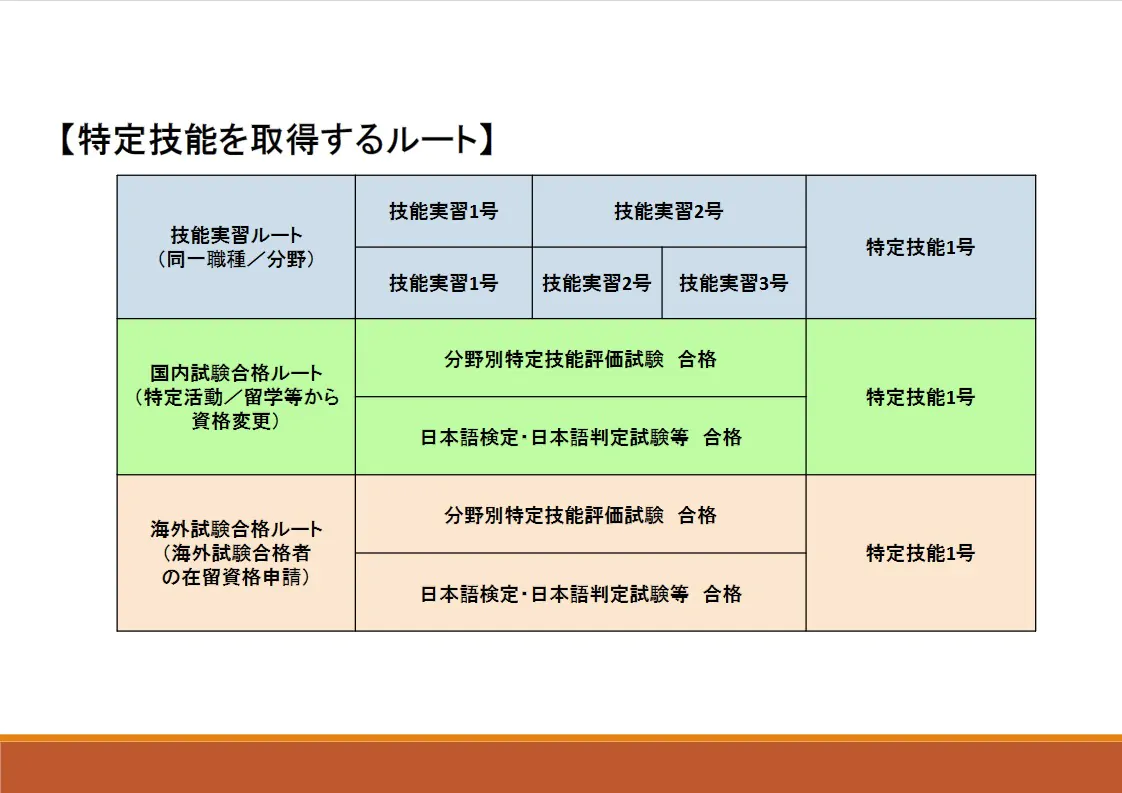 【特定技能を取得するルート】
技能実習ルート
（同一職種／分野）
技能実習1号
技能実習2号
特定技能1号
技能実習1号
技能実習2号
技能実習3号
国内試験合格ルート
（特定活動／留学等から
資格変更）
分野別特定技能評価試験　合格
日本語検定・日本語判定試験等　合格
特定技能1号
海外試験合格ルート
（海外試験合格者
の在留資格申請）
分野別特定技能評価試験　合格
日本語検定・日本語判定試験等　合格
特定技能1号